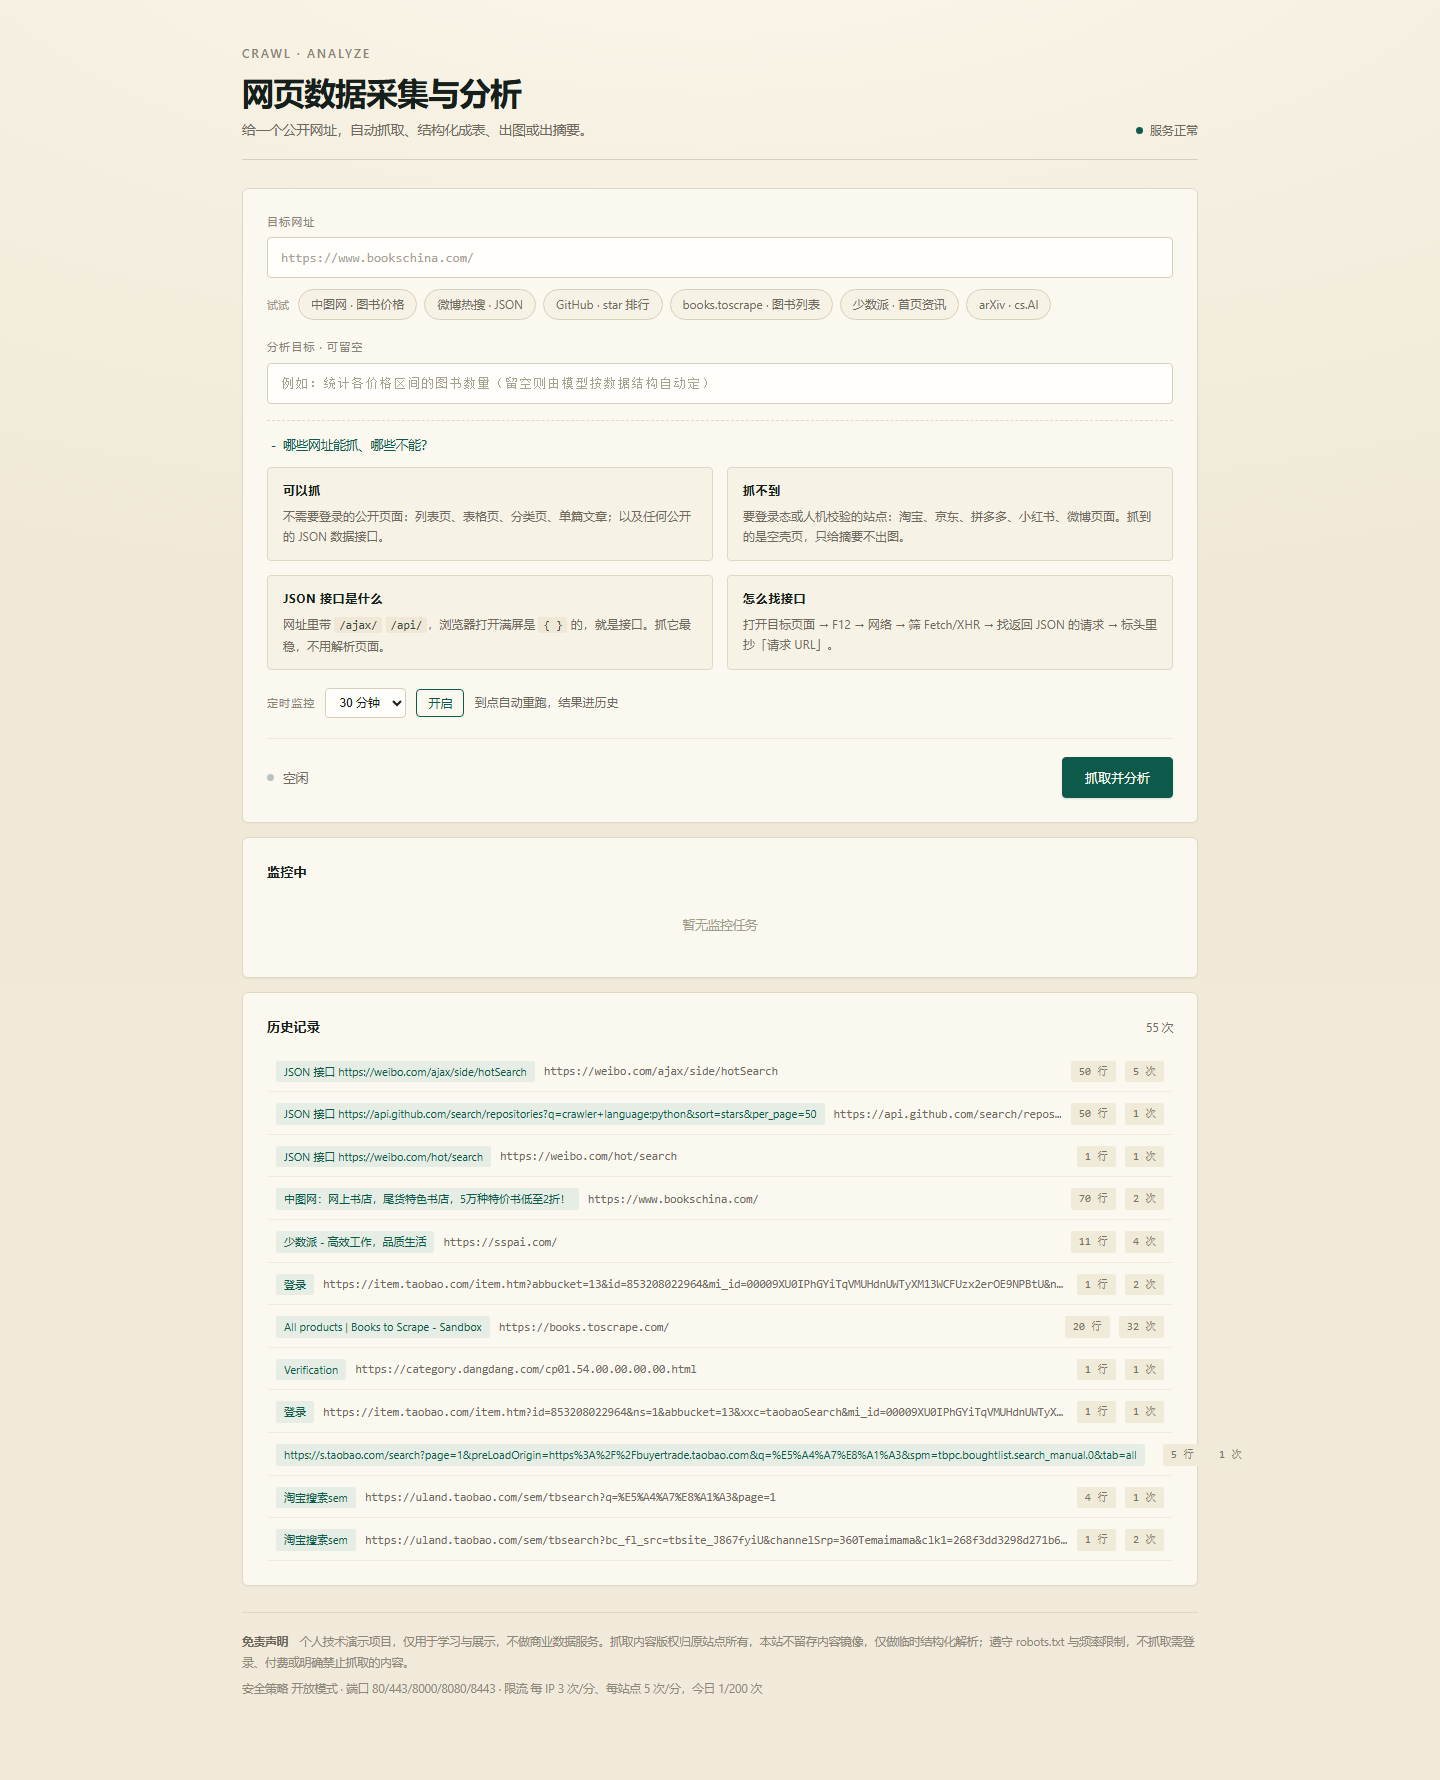 CRAWL · ANALYZE
网页数据采集与分析
给一个公开网址，自动抓取、结构化成表、出图或出摘要。
服务正常
目标网址
https://www.bookschina.com/
试试 中图网 · 图书价格 微博热搜 · JSON GitHub · star 排行 books.toscrape · 图书列表 少数派 · 首页资讯 arXiv · cs.AI
分析目标 · 可留空
例如：统计各价格区间的图书数量（留空则由模型按数据结构自动定）
- 哪些网址能抓、哪些不能?
可以抓
不需要登录的公开页面：列表页、表格页、分类页、单篇文章；以及任何公开
的 JSON 数据接口。
抓不到
要登录态或人机校验的站点：淘宝、京东、拼多多、小红书、微博页面。抓到
的是空壳页，只给摘要不出图。
JSON 接口是什么
网址里带 /ajax/ /api/，浏览器打开满屏是 { } 的，就是接口。抓它最
稳，不用解析页面。
怎么找接口
打开目标页面 → F12 → 网络 → 筛 Fetch/XHR → 找返回 JSON 的请求 → 标头里
抄「请求 URL」。
定时监控 30 分钟 开启 到点自动重跑，结果进历史
空闲
抓取并分析
监控中
暂无监控任务
历史记录
55 次
JSON 接口 https://weibo.com/ajax/side/hotSearch https://weibo.com/ajax/side/hotSearch 50 行 5 次
JSON 接口 https://api.github.com/search/repositories?q=crawler+language:python&sort=stars&per_page=50 https://api.github.com/search/repos… 50 行 1 次
JSON 接口 https://weibo.com/hot/search https://weibo.com/hot/search 1 行 1 次
中图网：网上书店，尾货特色书店，5万种特价书低至2折！ https://www.bookschina.com/ 70 行 2 次
少数派 - 高效工作，品质生活 https://sspai.com/ 11 行 4 次
登录 https://item.taobao.com/item.htm?abbucket=13&id=853208022964&mi_id=00009XU0IPhGYiTqVMUHdnUWTyXM13WCFUzx2erOE9NPBtU&n… 1 行 2 次
All products | Books to Scrape - Sandbox https://books.toscrape.com/ 20 行 32 次
Verification https://category.dangdang.com/cp01.54.00.00.00.00.html 1 行 1 次
登录 https://item.taobao.com/item.htm?id=853208022964&ns=1&abbucket=13&xxc=taobaoSearch&mi_id=00009XU0IPhGYiTqVMUHdnUWTyX… 1 行 1 次
https://s.taobao.com/search?page=1&preLoadOrigin=https%3A%2F%2Fbuyertrade.taobao.com&q=%E5%A4%A7%E8%A1%A3&spm=tbpc.boughtlist.search_manual.0&tab=all 5 行 1 次
淘宝搜索sem https://uland.taobao.com/sem/tbsearch?q=%E5%A4%A7%E8%A1%A3&page=1 4 行 1 次
淘宝搜索sem https://uland.taobao.com/sem/tbsearch?bc_fl_src=tbsite_J867fyiU&channelSrp=360Temaimama&clk1=268f3dd3298d271b6… 1 行 2 次
免责声明 个人技术演示项目，仅用于学习与展示，不做商业数据服务。抓取内容版权归原站点所有，本站不留存内容镜像，仅做临时结构化解析；遵守 robots.txt 与频率限制，不抓取需登
录、付费或明确禁止抓取的内容。
安全策略 开放模式 · 端口 80/443/8000/8080/8443 · 限流 每 IP 3 次/分、每站点 5 次/分，今日 1/200 次